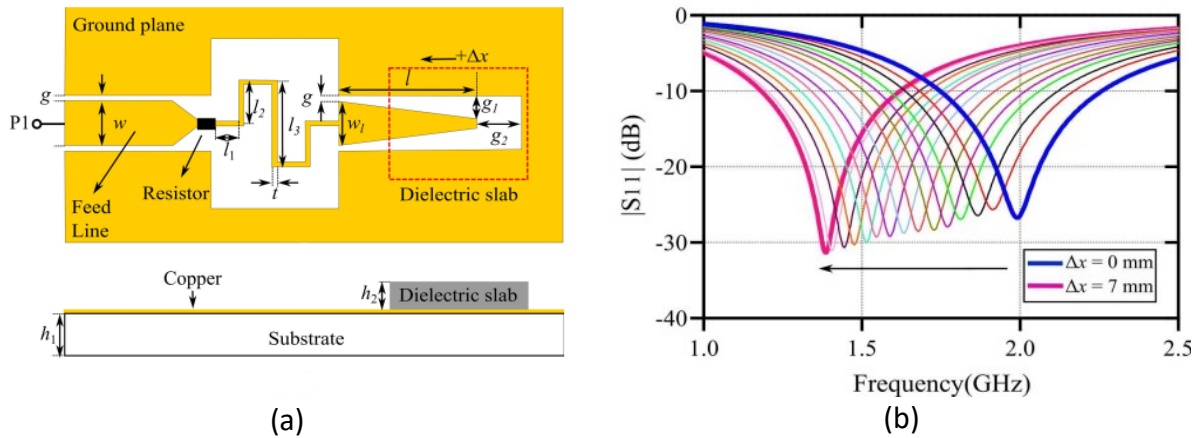 Ground plane
+Δx
l
g
g
g1
P1
w
l2
l3
wl
g2
l1
Resistor
t
Dielectric slab
Feed
Line
Copper
h2
Dielectric slab
h1
Substrate
(a)
0
-10
-20
-30
-40
|S11| (dB)
Δx = 0 mm
Δx = 7 mm
1.0
1.5
2.0
2.5
Frequency(GHz)
(b)